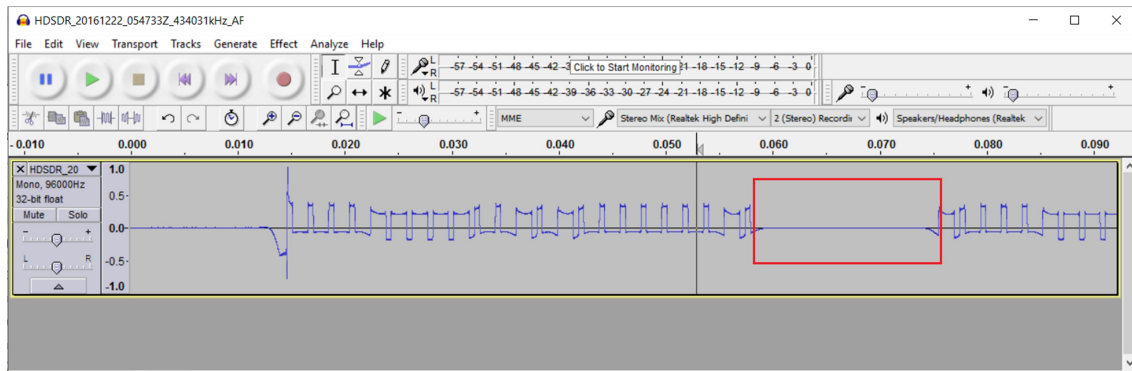 HDSDR_20161222_054733Z_434031kHz_AF
File Edit View Transport Tracks Generate Effect Analyze Help
L R -57 -54 -51 -48 -45 -42 -3 Click to Start Monitoring 21 -18 -15 -12 -9 -6 -3 0
L R -57 -54 -51 -48 -45 -42 -39 -36 -33 -30 -27 -24 -21 -18 -15 -12 -9 -6 -3 0
- + - +
- + MME Stereo Mix (Realtek High Defini 2 (Stereo) Recordin Speakers/Headphones (Realtek
- 0.010 0.000 0.010 0.020 0.030 0.040 0.050 0.060 0.070 0.080 0.090
X HDSDR_20 1.0
Mono, 96000Hz
32-bit float 0.5-
Mute Solo
- + 0.0-
L R -0.5-
-1.0